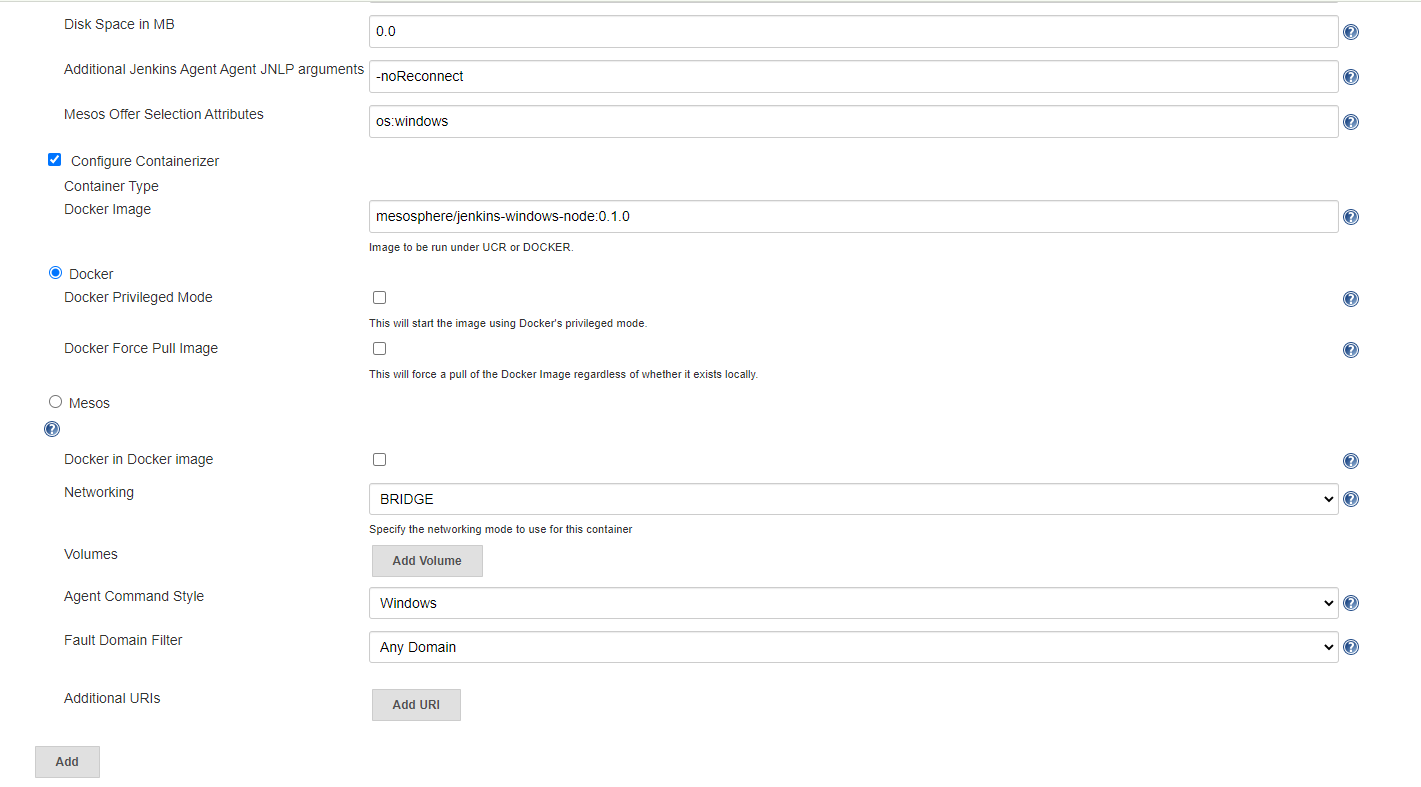 Disk Space in MB
0.0
Additional Jenkins Agent Agent JNLP arguments
-noReconnect
Mesos Offer Selection Attributes
os:windows
Configure Containerizer
Container Type
Docker Image
mesosphere/jenkins-windows-node:0.1.0
Image to be run under UCR or DOCKER.
Docker
Docker Privileged Mode
This will start the image using Docker's privileged mode.
Docker Force Pull Image
This will force a pull of the Docker Image regardless of whether it exists locally.
Mesos
Docker in Docker image
Networking
BRIDGE
Specify the networking mode to use for this container
Volumes
Add Volume
Agent Command Style
Windows
Fault Domain Filter
Any Domain
Additional URIs
Add URI
Add